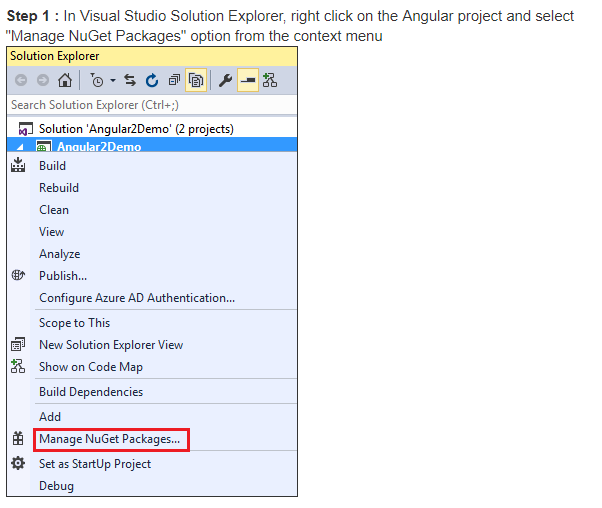 Step 1 : In Visual Studio Solution Explorer, right click on the Angular project and select
"Manage NuGet Packages" option from the context menu
Solution Explorer
Search Solution Explorer (Ctrl+;)
Solution 'Angular2Demo' (2 projects)
Angular2Demo
Build
Rebuild
Clean
View
Analyze
Publish...
Configure Azure AD Authentication...
Scope to This
New Solution Explorer View
Show on Code Map
Build Dependencies
Add
Manage NuGet Packages...
Set as StartUp Project
Debug